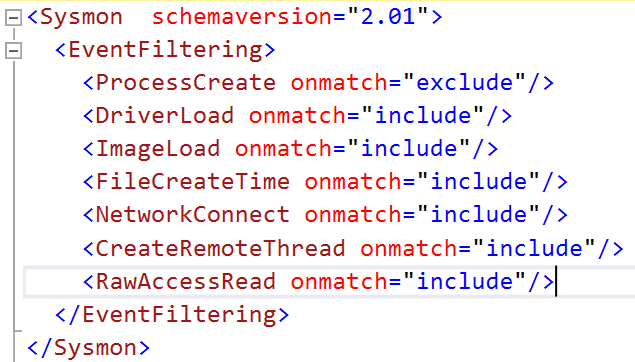 <Sysmon  schemaversion="2.01">
<EventFiltering>
<ProcessCreate onmatch="exclude"/>
<DriverLoad onmatch="include"/>
<ImageLoad onmatch="include"/>
<FileCreateTime onmatch="include"/>
<NetworkConnect onmatch="include"/>
<CreateRemoteThread onmatch="include"/>
<RawAccessRead onmatch="include"/>
</EventFiltering>
</Sysmon>